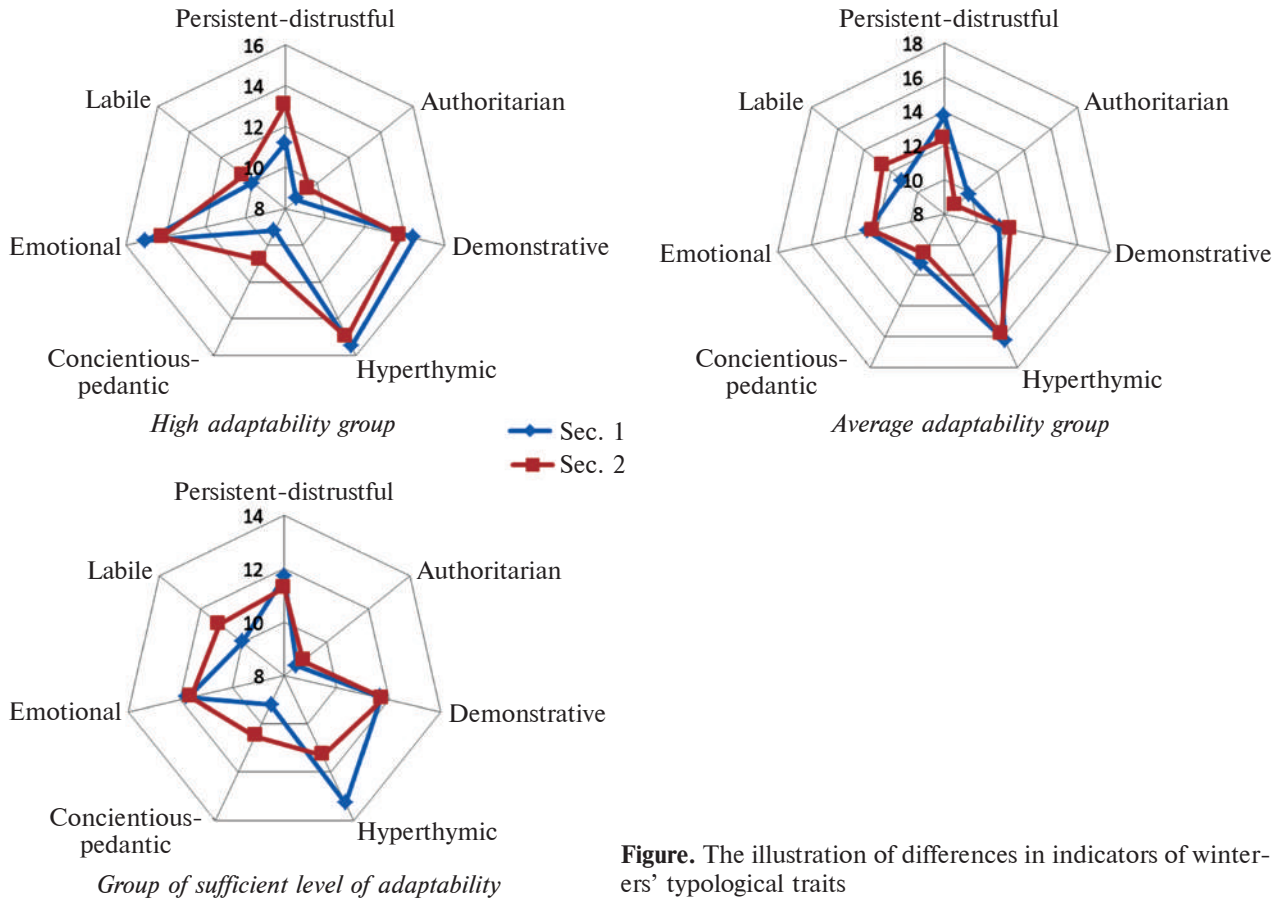 Persistent-distrustful
16
14
12
10
8
Labile
Authoritarian
Emotional
Demonstrative
Concientious-
pedantic
Hyperthymic
High adaptability group
Persistent-distrustful
18
16
14
12
10
8
Labile
Authoritarian
Emotional
Demonstrative
Concientious-
pedantic
Hyperthymic
Average adaptability group
Sec. 1
Sec. 2
Persistent-distrustful
14
12
10
8
Labile
Authoritarian
Emotional
Demonstrative
Concientious-
pedantic
Hyperthymic
Group of sufficient level of adaptability
Figure. The illustration of differences in indicators of winter-
ers’ typological traits